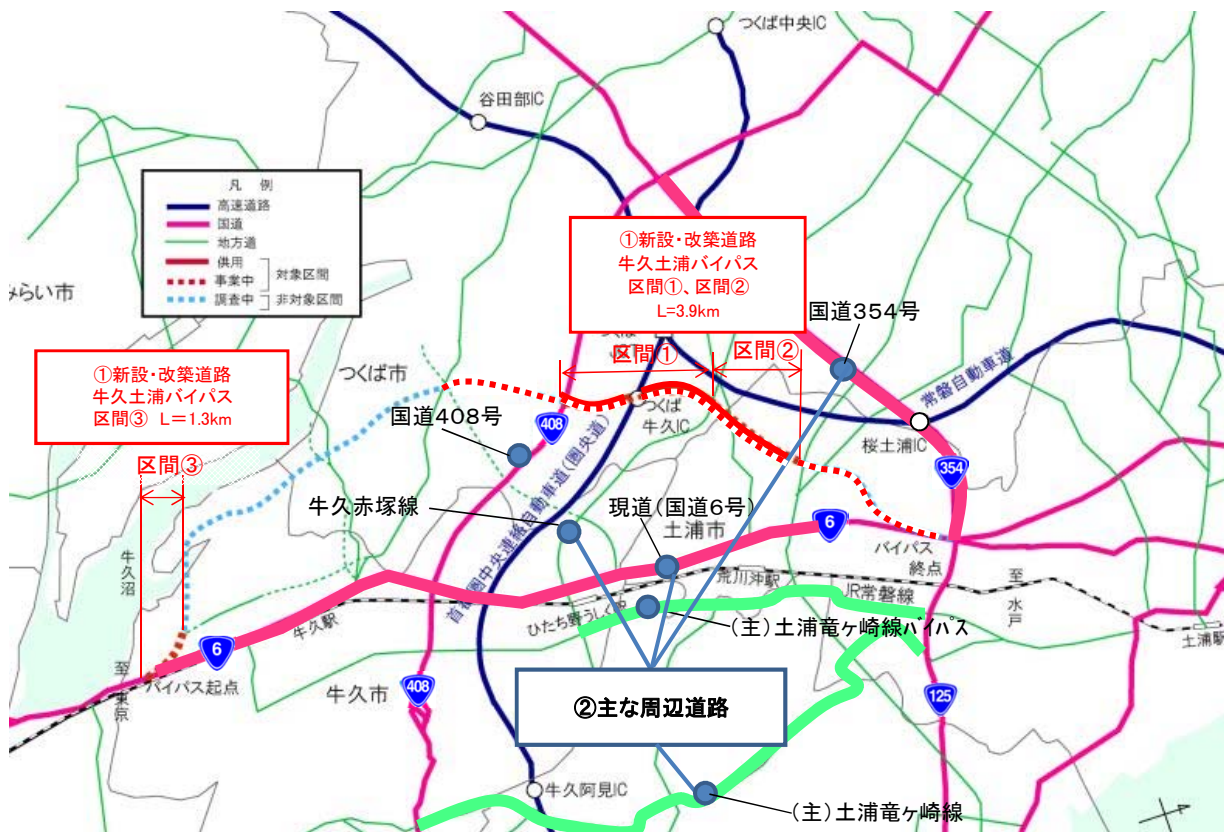 つくば中央IC
谷田部IC
凡 例
高速道路
国道
地方道
供用
事業中
対象区間
調査中
非対象区間
みらい市
①新設・改築道路
牛久土浦バイパス
区間①、区間②
L=3.9km
国道354号
つくば
JCT
区間①
区間②
常磐自動車道
①新設・改築道路
牛久土浦バイパス
区間③ L=1.3km
つくば市
国道408号
408
つくば
牛久IC
桜土浦IC
354
区間③
牛久赤塚線
首都圏中央連絡自動車道(圏央道)
現道(国道6号)
土浦市
6
バイパス
終点
牛久沼
荒川沖駅
JR常磐線
至
水
戸
土浦駅
牛久駅
ひたち野うしく駅
(主)土浦竜ヶ崎線バイパス
6
至
東
京
バイパス起点
牛久市
408
②主な周辺道路
125
牛久阿見IC
(主)土浦竜ヶ崎線